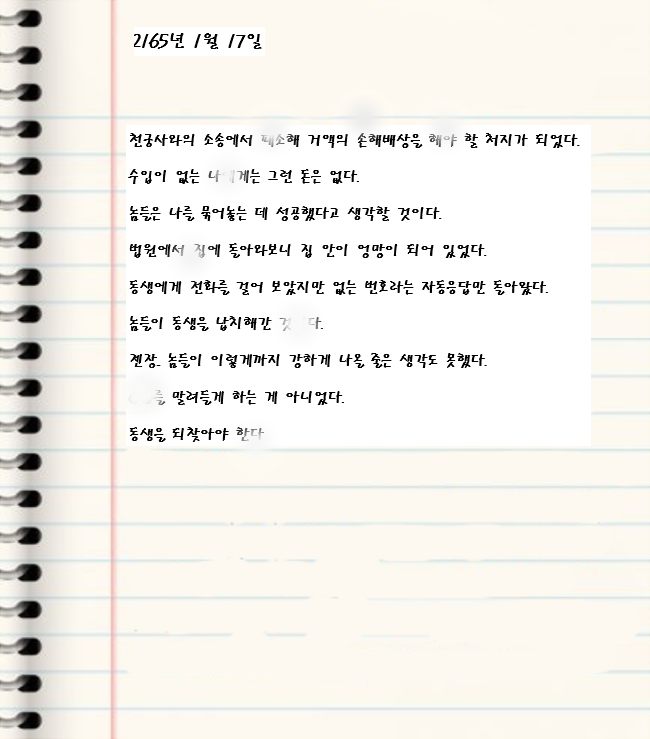 2165년 1월 17일
천궁사와의 소송에서 패소해 거액의 손해배상을 해야 할 처지가 되었다.
수입이 없는 나에게는 그런 돈은 없다.
놈들은 나를 묶어놓는 데 성공했다고 생각할 것이다.
법원에서 집에 돌아와보니 집 안이 엉망이 되어 있었다.
동생에게 전화를 걸어 보았지만 없는 번호라는 자동응답만 돌아왔다.
놈들이 동생을 납치해간 것이다.
젠장. 놈들이 이렇게까지 강하게 나올 줄은 생각도 못했다.
말려들게 하는 게 아니었다.
동생을 되찾아야 한다